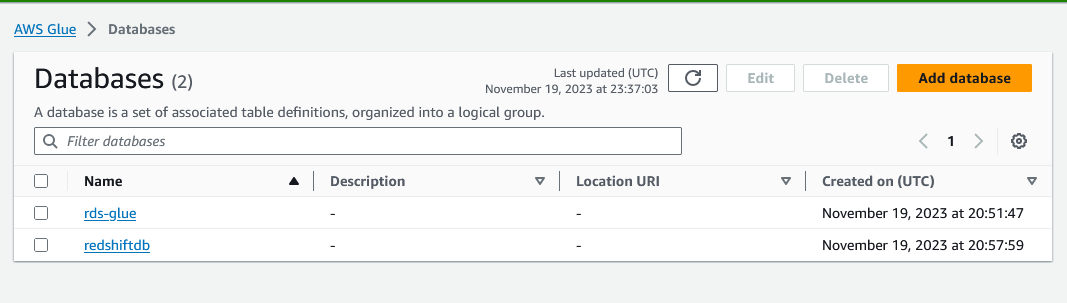 AWS Glue > Databases
Databases (2)
Last updated (UTC)
November 19, 2023 at 23:37:03
Edit
Delete
Add database
A database is a set of associated table definitions, organized into a logical group.
Filter databases
1
Name Description Location URI Created on (UTC)
rds-glue - - November 19, 2023 at 20:51:47
redshiftdb - - November 19, 2023 at 20:57:59